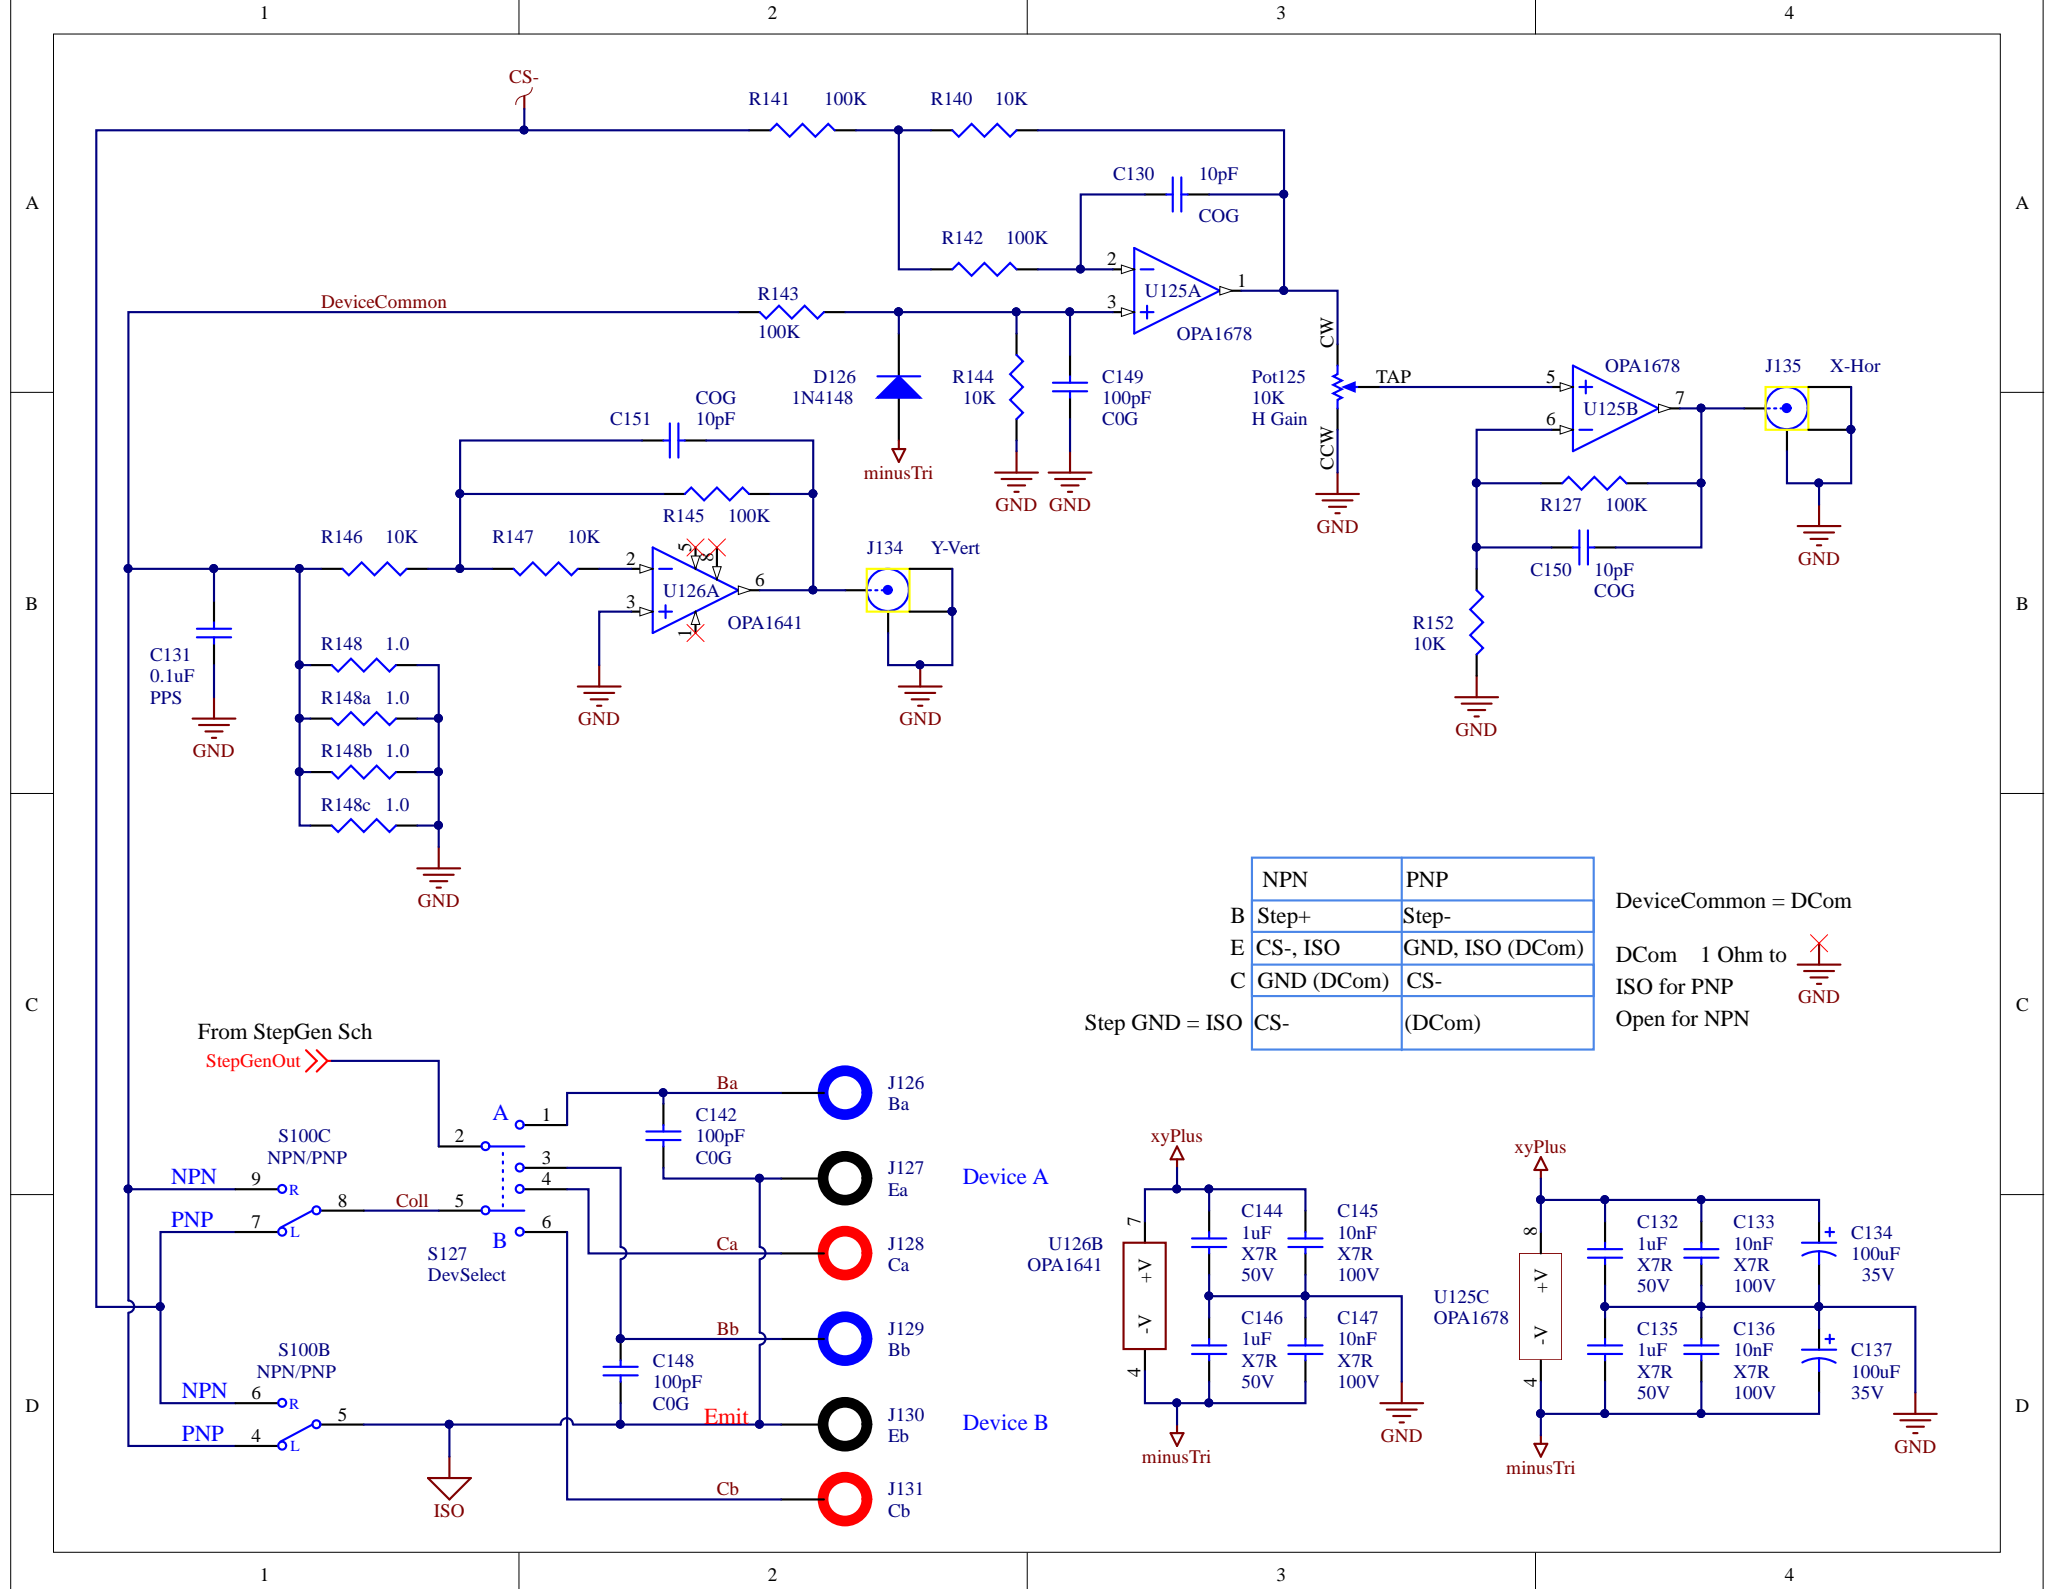 1 2 3 4
A
A
B
B
C
C
D
D
CS-
R141 100K
R140 10K
C130 10pF
COG
R142 100K
2
3
1
U125A
OPA1678
DeviceCommon
R143
100K
D126
1N4148
minusTri
R144
10K
GND
C149
100pF
C0G
GND
CW
Pot125
10K
H Gain
CCW
TAP
GND
OPA1678
5
6
7
U125B
J135 X-Hor
GND
R127 100K
C150 10pF
COG
R152
10K
GND
COG
C151 10pF
R145 100K
R146 10K
R147 10K
2
3
5
8
1
6
U126A
OPA1641
GND
J134 Y-Vert
GND
C131
0.1uF
PPS
GND
R148 1.0
R148a 1.0
R148b 1.0
R148c 1.0
GND
NPN PNP
B Step+ Step-
E CS-, ISO GND, ISO (DCom)
C GND (DCom) CS-
Step GND = ISO CS- (DCom)
DeviceCommon = DCom
DCom 1 Ohm to
GND
ISO for PNP
Open for NPN
From StepGen Sch
StepGenOut
A
1
2
3
4
5
6
B
S127
DevSelect
S100C
NPN/PNP
NPN 9 R
PNP 7 L
8
Coll
S100B
NPN/PNP
NPN 6 R
PNP 4 L
5
ISO
Ba
C142
100pF
C0G
Ca
Bb
C148
100pF
C0G
Emit
Cb
J126
Ba
J127
Ea
Device A
J128
Ca
J129
Bb
J130
Eb
Device B
J131
Cb
xyPlus
7
U126B
OPA1641
+V
-V
4
minusTri
C144
1uF
X7R
50V
C145
10nF
X7R
100V
C146
1uF
X7R
50V
C147
10nF
X7R
100V
GND
xyPlus
8
U125C
OPA1678
+V
-V
4
minusTri
C132
1uF
X7R
50V
C133
10nF
X7R
100V
C134
100uF
35V
C135
1uF
X7R
50V
C136
10nF
X7R
100V
C137
100uF
35V
GND
1 2 3 4